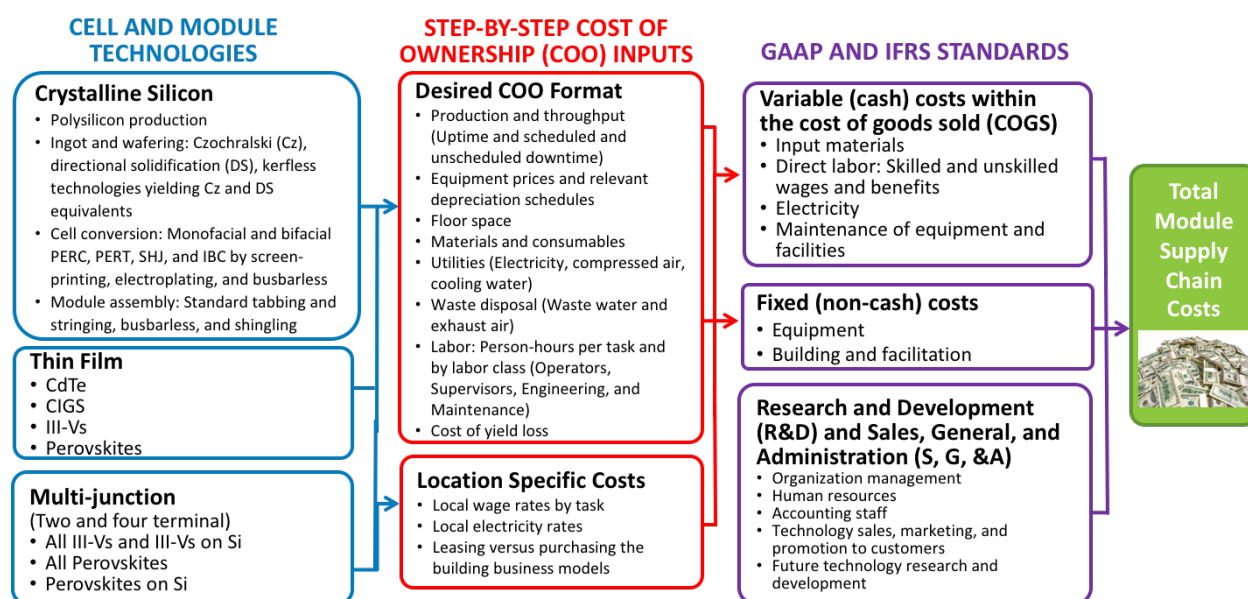 CELL AND MODULE
TECHNOLOGIES
Crystalline Silicon
• Polysilicon production
• Ingot and wafering: Czochralski (Cz),
directional solidification (DS), kerfless
technologies yielding Cz and DS
equivalents
• Cell conversion: Monofacial and bifacial
PERC, PERT, SHJ, and IBC by screen-
printing, electroplating, and busbarless
• Module assembly: Standard tabbing and
stringing, busbarless, and shingling
Thin Film
• CdTe
• CIGS
• III-Vs
• Perovskites
Multi-junction
(Two and four terminal)
• All III-Vs and III-Vs on Si
• All Perovskites
• Perovskites on Si
STEP-BY-STEP COST OF
OWNERSHIP (COO) INPUTS
Desired COO Format
• Production and throughput
(Uptime and scheduled and
unscheduled downtime)
• Equipment prices and relevant
depreciation schedules
• Floor space
• Materials and consumables
• Utilities (Electricity, compressed air,
cooling water)
• Waste disposal (Waste water and
exhaust air)
• Labor: Person-hours per task and
by labor class (Operators,
Supervisors, Engineering, and
Maintenance)
• Cost of yield loss
Location Specific Costs
• Local wage rates by task
• Local electricity rates
• Leasing versus purchasing the
building business models
GAAP AND IFRS STANDARDS
Variable (cash) costs within
the cost of goods sold (COGS)
• Input materials
• Direct labor: Skilled and unskilled
wages and benefits
• Electricity
• Maintenance of equipment and
facilities
Fixed (non-cash) costs
• Equipment
• Building and facilitation
Research and Development
(R&D) and Sales, General, and
Administration (S, G, &A)
• Organization management
• Human resources
• Accounting staff
• Technology sales, marketing, and
promotion to customers
• Future technology research and
development
Total
Module
Supply
Chain
Costs